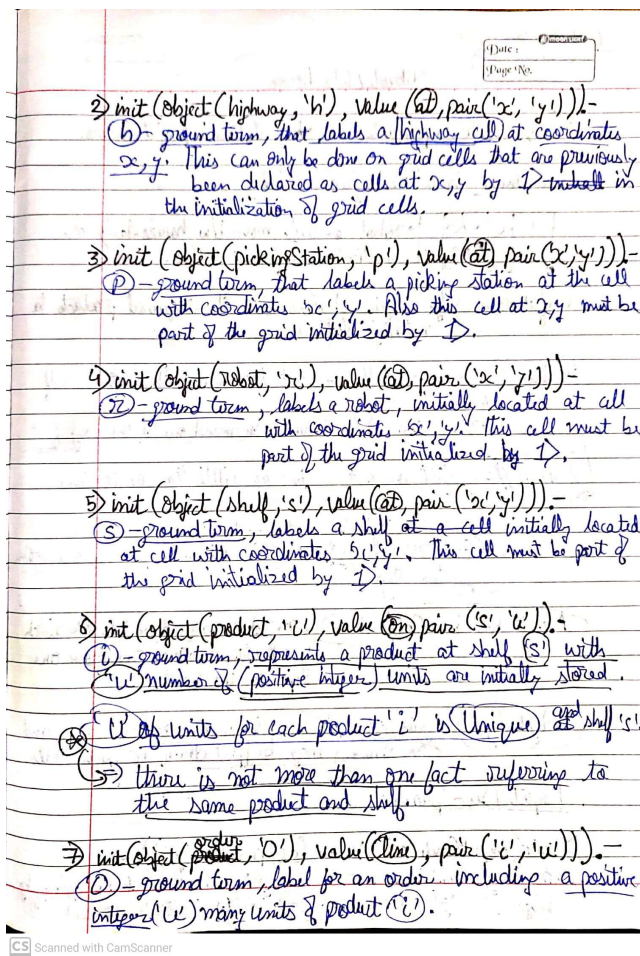 moonlight
Date :
Page No.
2) init (object (highway, 'h'), value (at, pair('x', 'y'))).-
h - ground term, that labels a highway cell at coordinates
x, y. This can only be done on grid cells that are previously
been declared as cells at x,y by 1) in
the initialization of grid cells.
3) init (object (pickingStation, 'p'), value (at, pair('x','y'))).-
P - ground term, that labels a picking station at the cell
with coordinates 'x', 'y'. Also this cell at x,y must be
part of the grid initialized by 1).
4) init (object (robot, 'r'), value (at, pair ('x', 'y')))-
r - ground term, labels a robot, initially located at cell
with coordinates 'x', 'y'. This cell must be
part of the grid initialized by 1).
5) init (object (shelf, 's'), value (at, pair ('x','y'))).-
S - ground term, labels a shelf at a cell initially located
at cell with coordinates 'x', 'y'. This cell must be part of
the grid initialized by 1).
6) init (object (product, 'i'), value (on, pair ('s', 'u')).-
i - ground term, represents a product at shelf 's' with
'u' number of (positive integer) units are initially stored.
'U' of units for each product 'i' is Unique and at shelf 's'
⇒ there is not more than one fact referring to
the same product and shelf.
7) init (object (order, 'O'), value (line, pair ('i', 'u'))).-
O - ground term, label for an order including a positive
integer ('u') many units of product 'i'.
CS Scanned with CamScanner